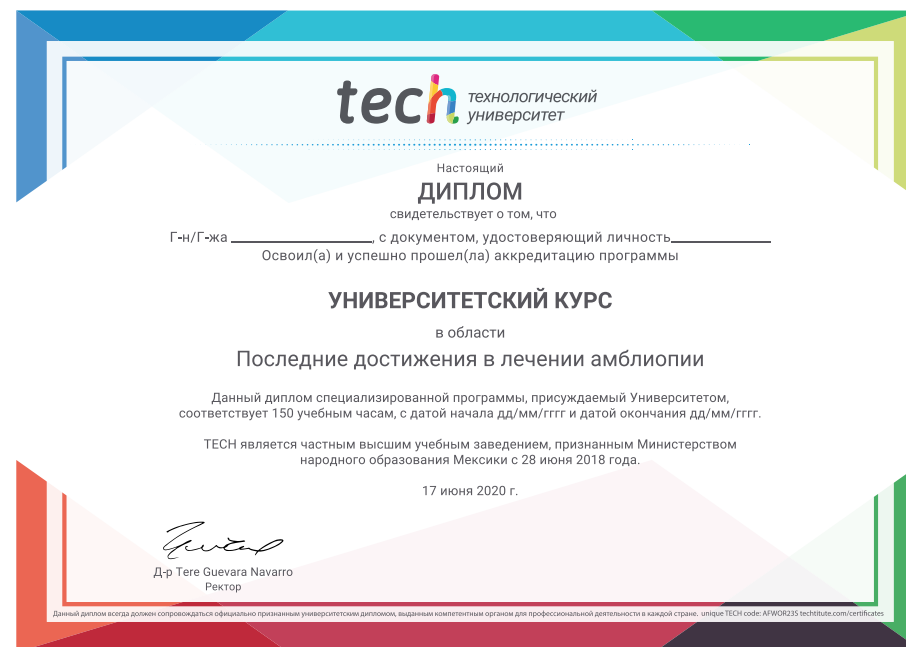 tech технологический
университет
Настоящий
ДИПЛОМ
свидетельствует о том, что
Г-н/Г-жа ____________________, с документом, удостоверяющий личность______________
Освоил(а) и успешно прошел(ла) аккредитацию программы
УНИВЕРСИТЕТСКИЙ КУРС
в области
Последние достижения в лечении амблиопии
Данный диплом специализированной программы, присуждаемый Университетом,
соответствует 150 учебным часам, с датой начала дд/мм/гггг и датой окончания дд/мм/гггг.
TECH является частным высшим учебным заведением, признанным Министерством
народного образования Мексики с 28 июня 2018 года.
17 июня 2020 г.
Д-р Tere Guevara Navarro
Ректор
Данный диплом всегда должен сопровождаться официально признанным университетским дипломом, выданным компетентным органом для профессиональной деятельности в каждой стране. unique TECH code: AFWOR23S techtitute.com/certificates